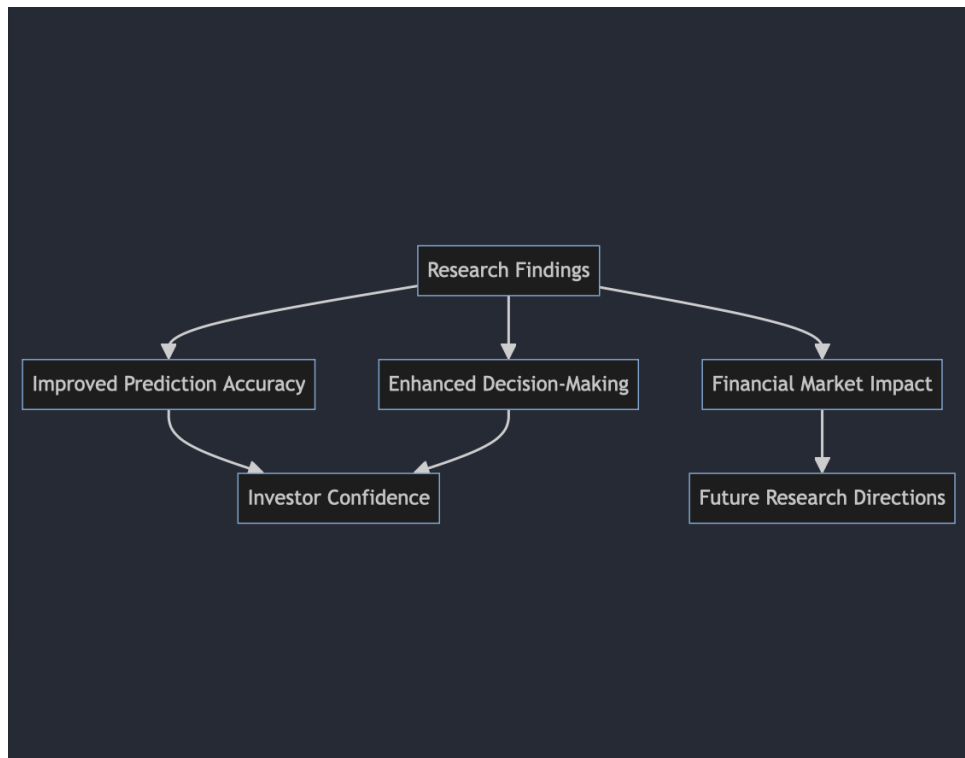 Research Findings
Improved Prediction Accuracy
Enhanced Decision-Making
Financial Market Impact
Investor Confidence
Future Research Directions